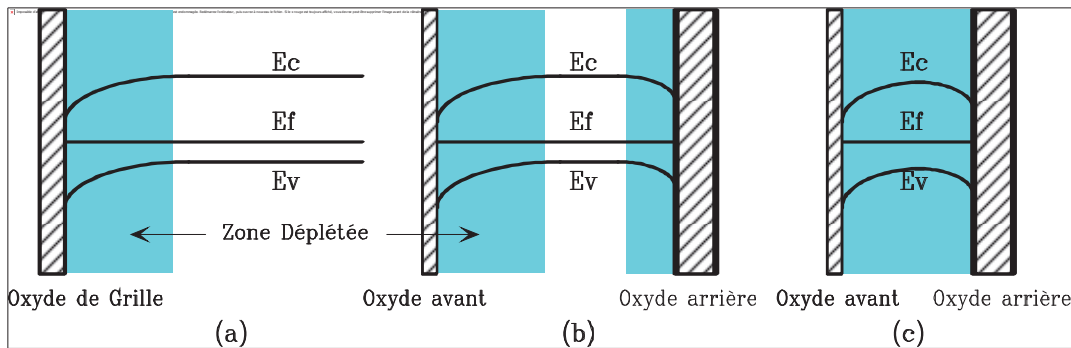 Ec
Ec
Ec
Ef
Ef
Ef
Ev
Ev
Ev
Zone Déplétée
Oxyde de Grille
Oxyde avant
Oxyde arrière
Oxyde avant
Oxyde arrière
(a)
(b)
(c)